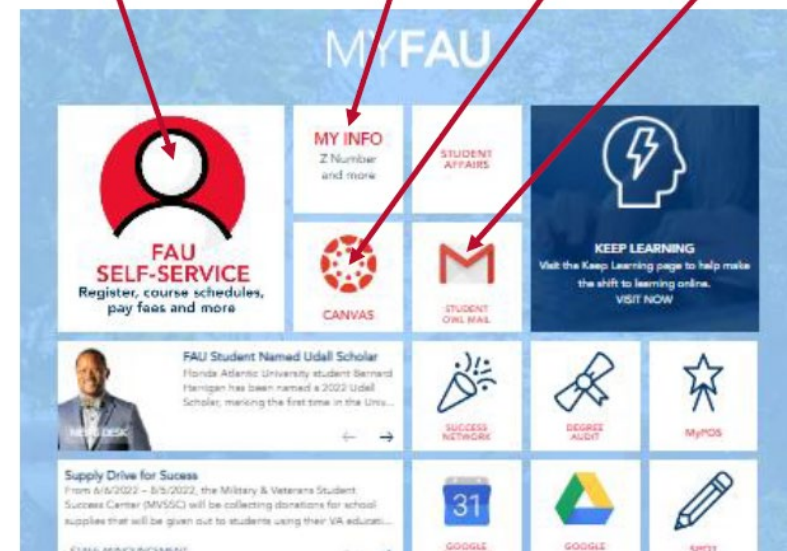 MYFAU
FAU
SELF-SERVICE
Register, course schedules,
pay fees and more
MY INFO
Z Number
and more
STUDENT
AFFAIRS
CANVAS
STUDENT
OWL MAIL
KEEP LEARNING
Visit the Keep Learning page to help make
the shift to learning online.
VISIT NOW
NEWS DESK
FAU Student Named Udall Scholar
Florida Atlantic University student Bernard
Hanigan has been named a 2022 Udall
Scholar, marking the first time in the Univ...
SUCCESS
NETWORK
DEGREE
AUDIT
MyPOS
Supply Drive for Sucess
From 6/6/2022 – 8/5/2022, the Military & Veterans Student
Success Center (MVSSC) will be collecting donations for school
supplies that will be given out to students using their VA educati...
31
GOOGLE
GOOGLE
SPOT